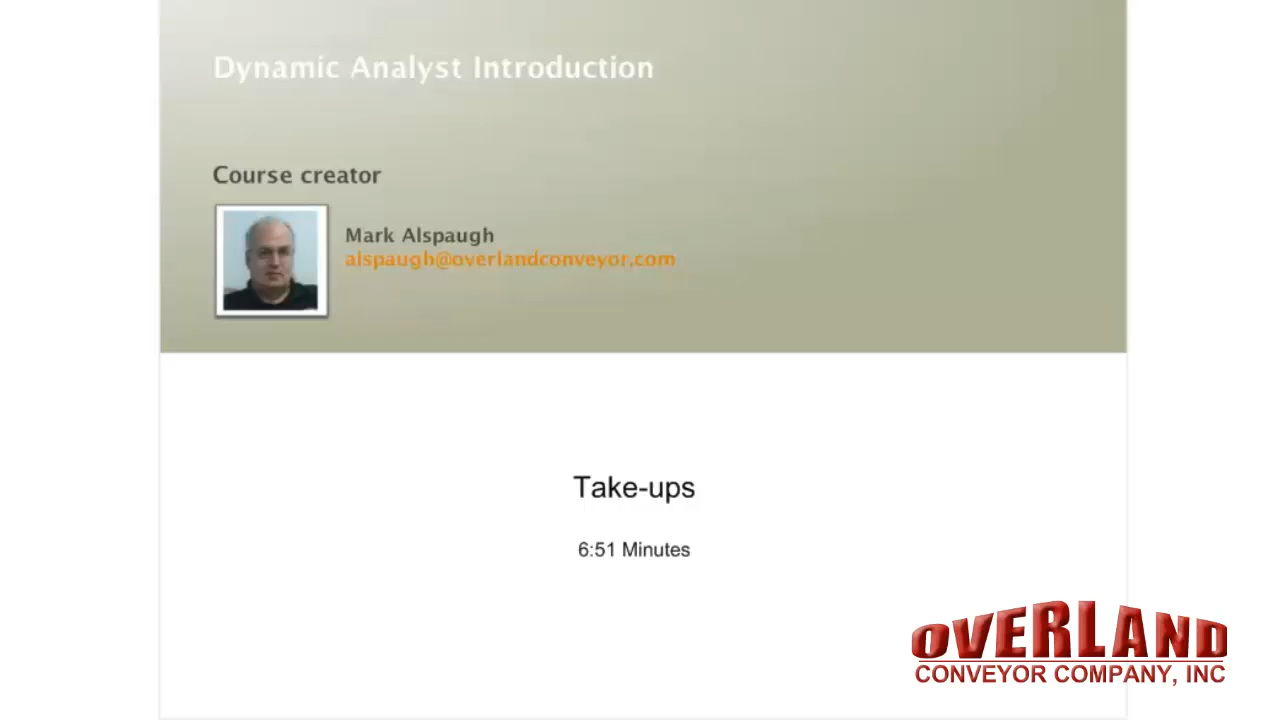 Dynamic Analyst Introduction
Course creator
Mark Alspaugh
alspaugh@overlandconveyor.com
Take-ups
6:51 Minutes
OVERLAND
CONVEYOR COMPANY, INC